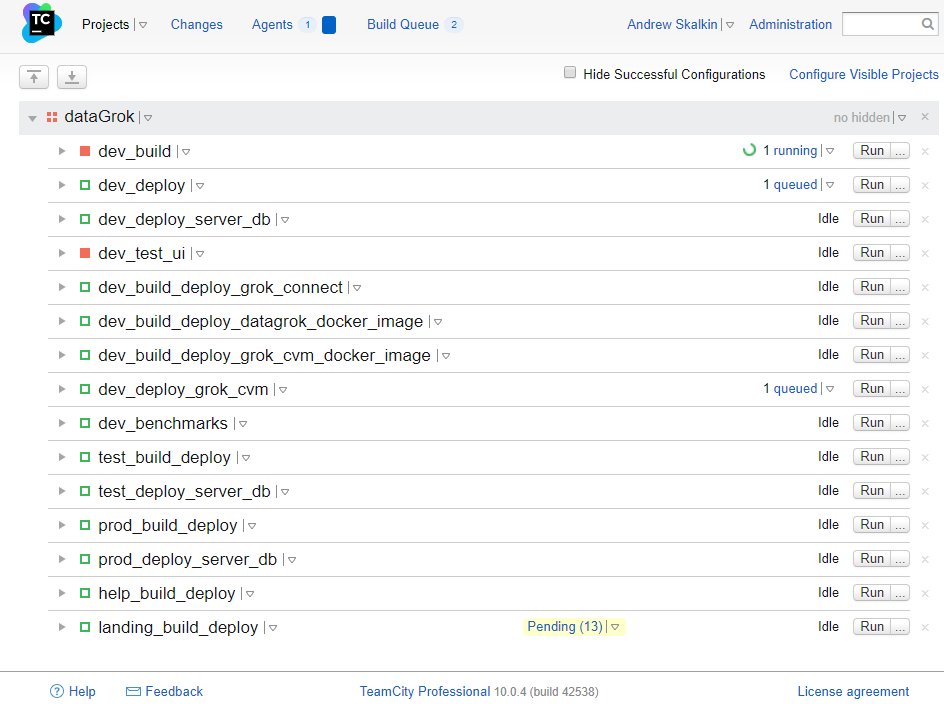 TC Projects Changes Agents 1 Build Queue 2 Andrew Skalkin Administration
Hide Successful Configurations Configure Visible Projects
dataGrok no hidden
dev_build 1 running Run ...
dev_deploy 1 queued Run ...
dev_deploy_server_db Idle Run ...
dev_test_ui Idle Run ...
dev_build_deploy_grok_connect Idle Run ...
dev_build_deploy_datagrok_docker_image Idle Run ...
dev_build_deploy_grok_cvm_docker_image Idle Run ...
dev_deploy_grok_cvm 1 queued Run ...
dev_benchmarks Idle Run ...
test_build_deploy Idle Run ...
test_deploy_server_db Idle Run ...
prod_build_deploy Idle Run ...
prod_deploy_server_db Idle Run ...
help_build_deploy Idle Run ...
landing_build_deploy Pending (13) Idle Run ...
Help Feedback TeamCity Professional 10.0.4 (build 42538) License agreement